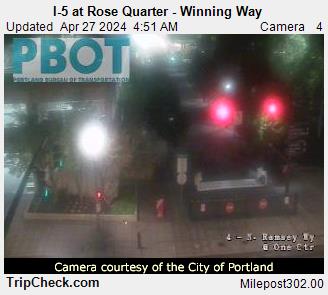 I-5 at Rose Quarter - Winning Way
Updated Apr 27 2024 4:51 AM Camera 4
PBOT
PORTLAND BUREAU OF TRANSPORTATION
4 - N. Ramsey Wy
@ One Ctr
Camera courtesy of the City of Portland
TripCheck.com Milepost302.00